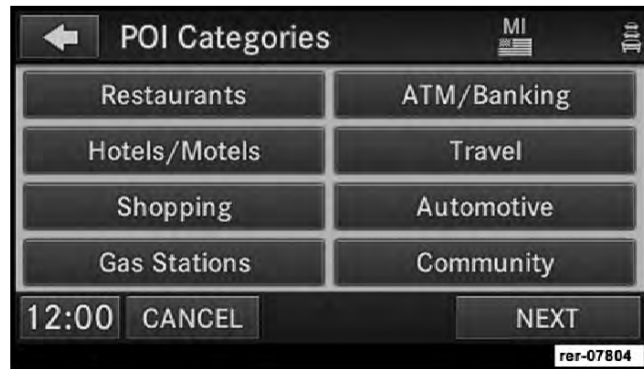 POI Categories MI
Restaurants ATM/Banking
Hotels/Motels Travel
Shopping Automotive
Gas Stations Community
12:00 CANCEL NEXT
rer-07804